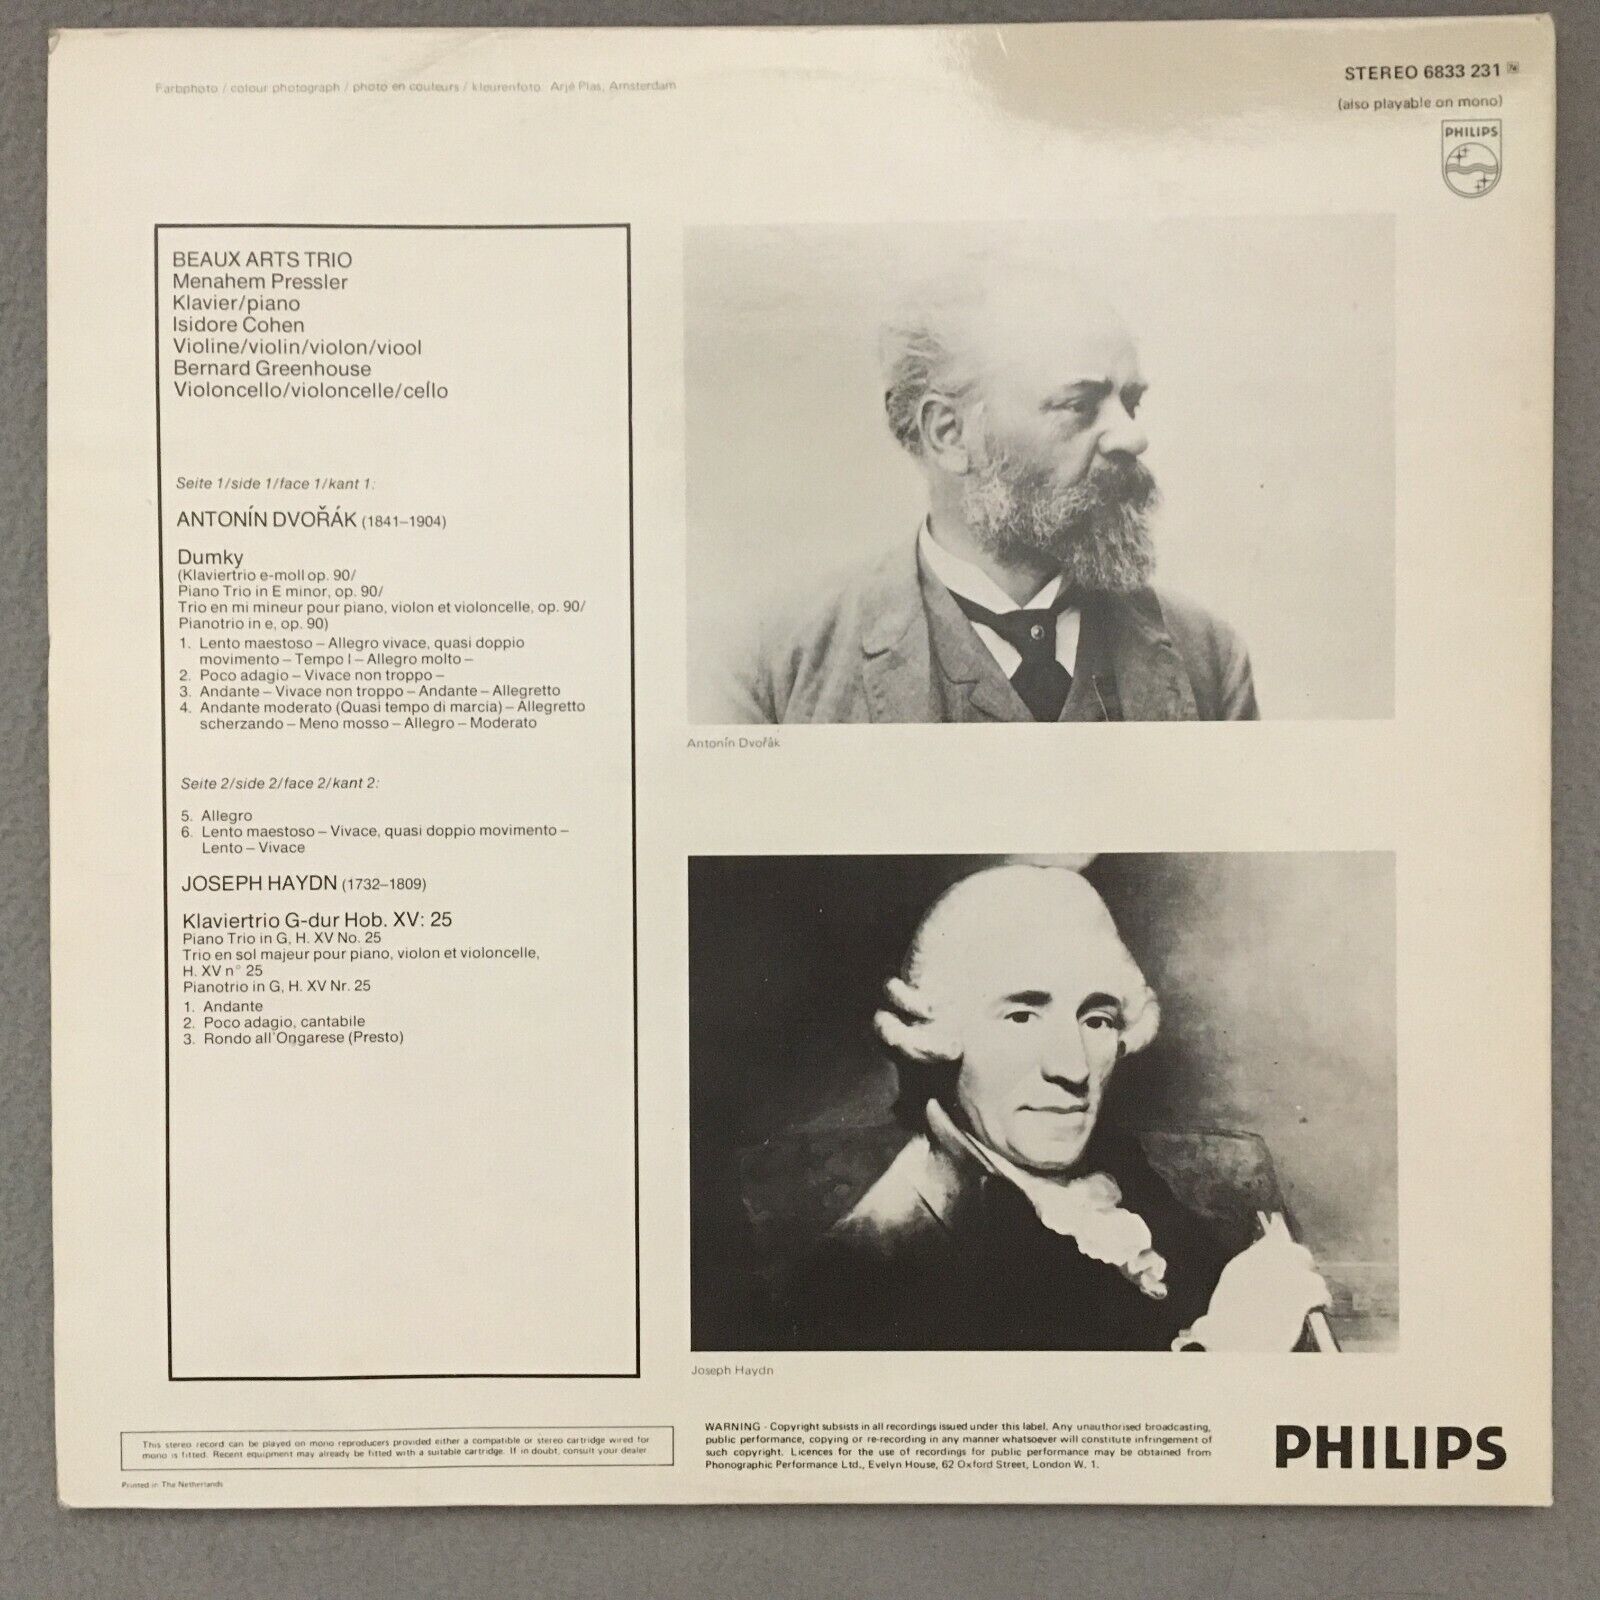 Farbphoto / colour photograph / photo en couleurs / kleurenfoto: Arjé Plas, Amsterdam
STEREO 6833 231
(also playable on mono)
PHILIPS
BEAUX ARTS TRIO
Menahem Pressler
Klavier/piano
Isidore Cohen
Violine/violin/violon/viool
Bernard Greenhouse
Violoncello/violoncelle/cello
Seite 1/side 1/face 1/kant 1:
ANTONÍN DVOŘÁK (1841–1904)
Dumky
(Klaviertrio e-moll op. 90/
Piano Trio in E minor, op. 90/
Trio en mi mineur pour piano, violon et violoncelle, op. 90/
Pianotrio in e, op. 90)
1. Lento maestoso – Allegro vivace, quasi doppio
movimento – Tempo I – Allegro molto –
2. Poco adagio – Vivace non troppo –
3. Andante – Vivace non troppo – Andante – Allegretto
4. Andante moderato (Quasi tempo di marcia) – Allegretto
scherzando – Meno mosso – Allegro – Moderato
Seite 2/side 2/face 2/kant 2:
5. Allegro
6. Lento maestoso – Vivace, quasi doppio movimento –
Lento – Vivace
JOSEPH HAYDN (1732–1809)
Klaviertrio G-dur Hob. XV: 25
Piano Trio in G, H. XV No. 25
Trio en sol majeur pour piano, violon et violoncelle,
H. XV n° 25
Pianotrio in G, H. XV Nr. 25
1. Andante
2. Poco adagio, cantabile
3. Rondo all'Ongarese (Presto)
Antonín Dvořák
Joseph Haydn
This stereo record can be played on mono reproducers provided either a compatible or stereo cartridge wired for
mono is fitted. Recent equipment may already be fitted with a suitable cartridge. If in doubt, consult your dealer
Printed in The Netherlands
WARNING - Copyright subsists in all recordings issued under this label. Any unauthorised broadcasting,
public performance, copying or re-recording in any manner whatsoever will constitute infringement of
such copyright. Licences for the use of recordings for public performance may be obtained from
Phonographic Performance Ltd., Evelyn House, 62 Oxford Street, London W. 1.
PHILIPS